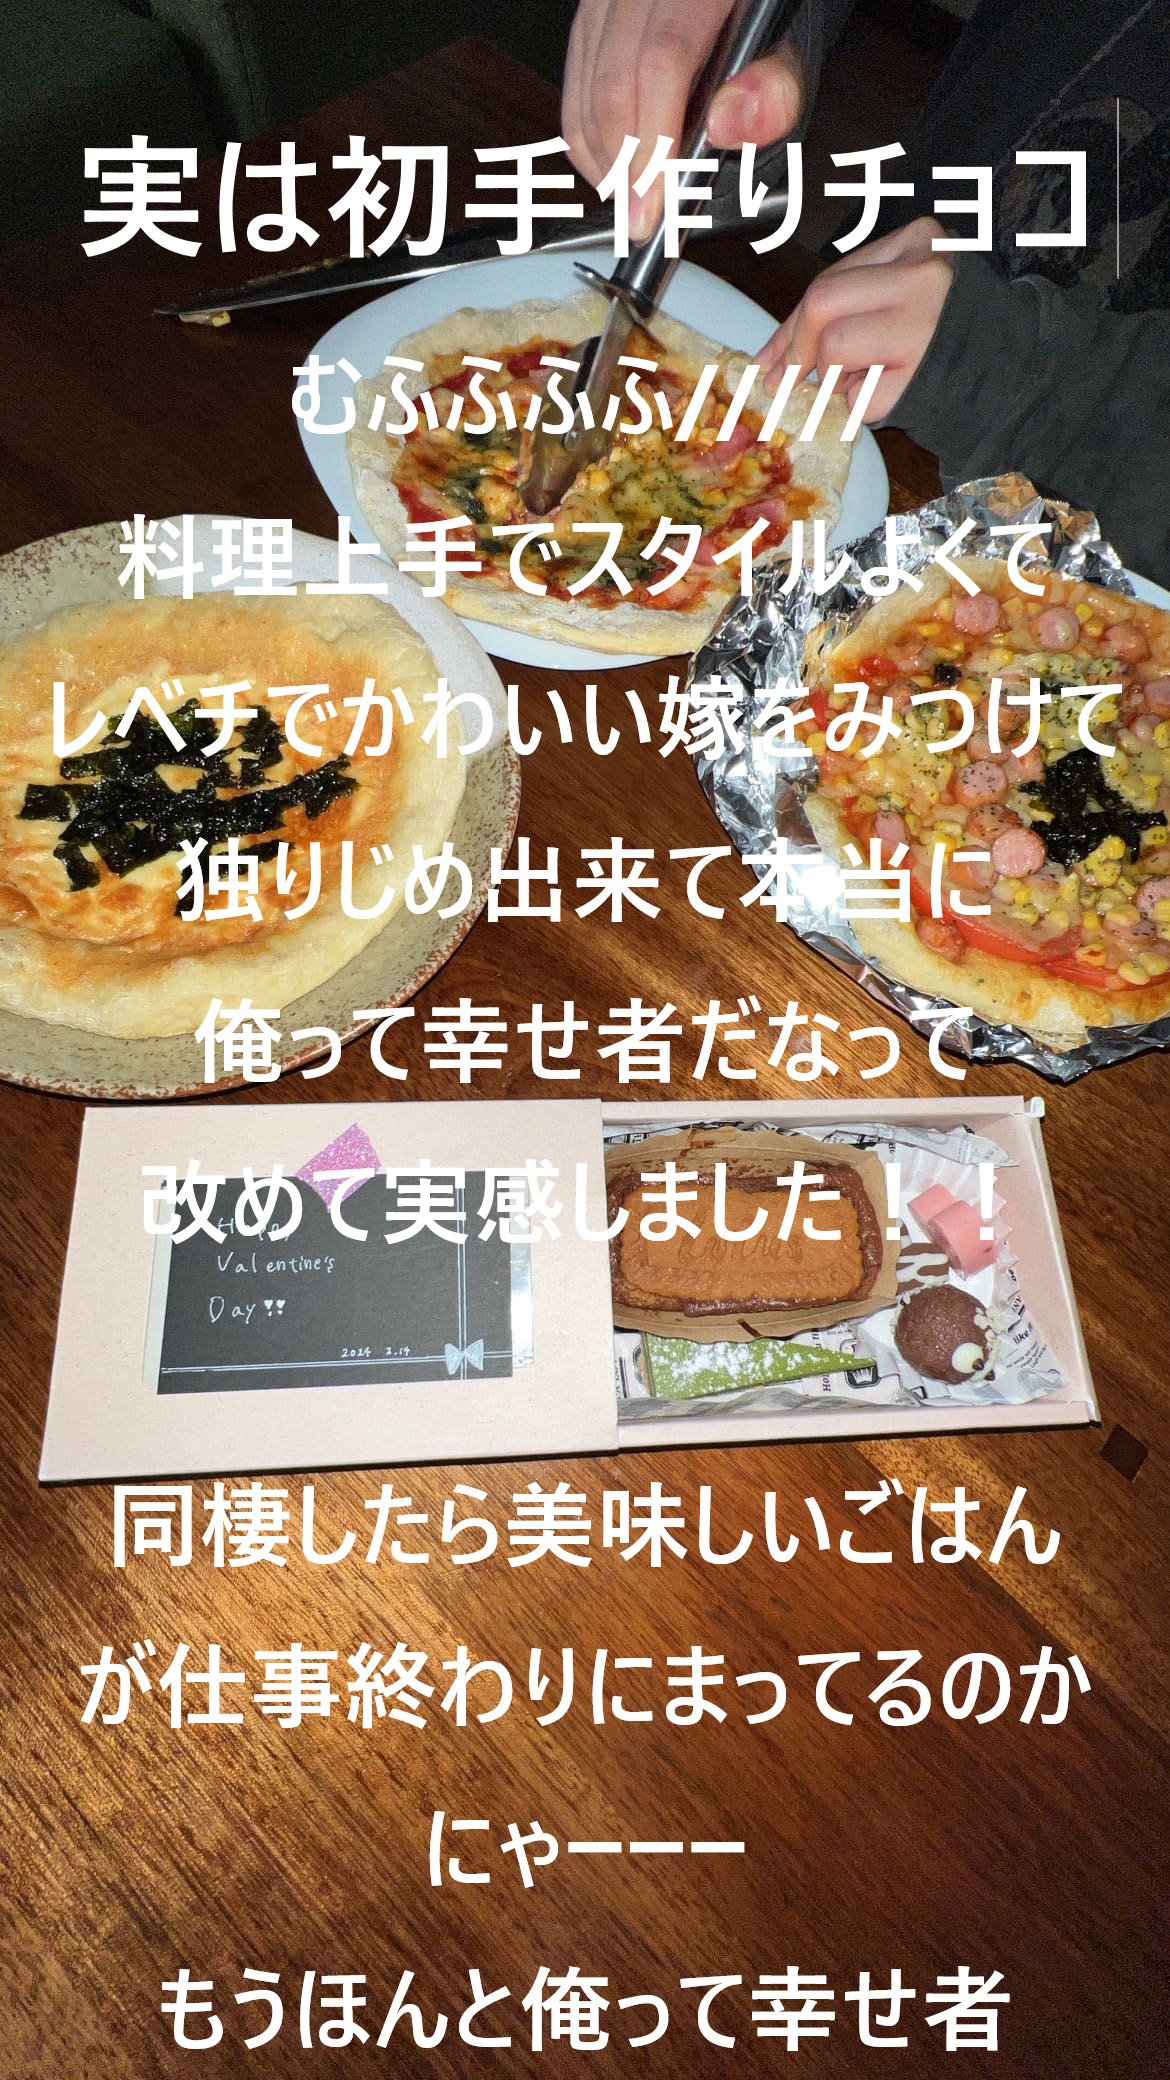 実は初手作りチョコ
むふふふふ/////
料理上手でスタイルよくて
レベチでかわいい嫁をみつけて
独りじめ出来て本当に
俺って幸せ者だなって
改めて実感しました！！
Happy
Valentine's
Day❣❣
2024 2.14
同棲したら美味しいごはん
が仕事終わりにまってるのか
にゃーーー
もうほんと俺って幸せ者